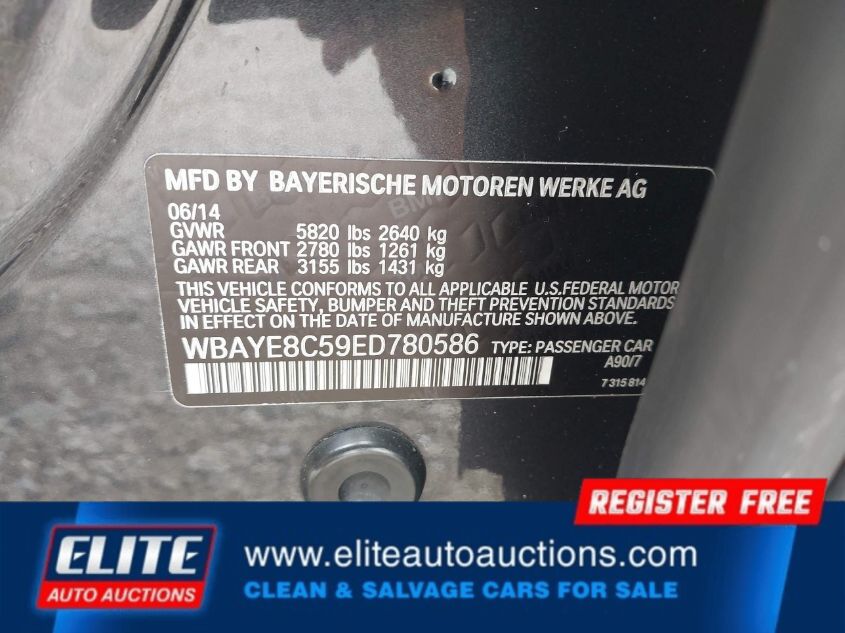 MFD BY BAYERISCHE MOTOREN WERKE AG
06/14
GVWR 5820 lbs 2640 kg
GAWR FRONT 2780 lbs 1261 kg
GAWR REAR 3155 lbs 1431 kg
THIS VEHICLE CONFORMS TO ALL APPLICABLE U.S.FEDERAL MOTOR
VEHICLE SAFETY, BUMPER AND THEFT PREVENTION STANDARDS
IN EFFECT ON THE DATE OF MANUFACTURE SHOWN ABOVE.
WBAYE8C59ED780586 TYPE: PASSENGER CAR
A90/7
7 315 814
REGISTER FREE
ELITE
AUTO AUCTIONS
www.eliteautoauctions.com
CLEAN & SALVAGE CARS FOR SALE